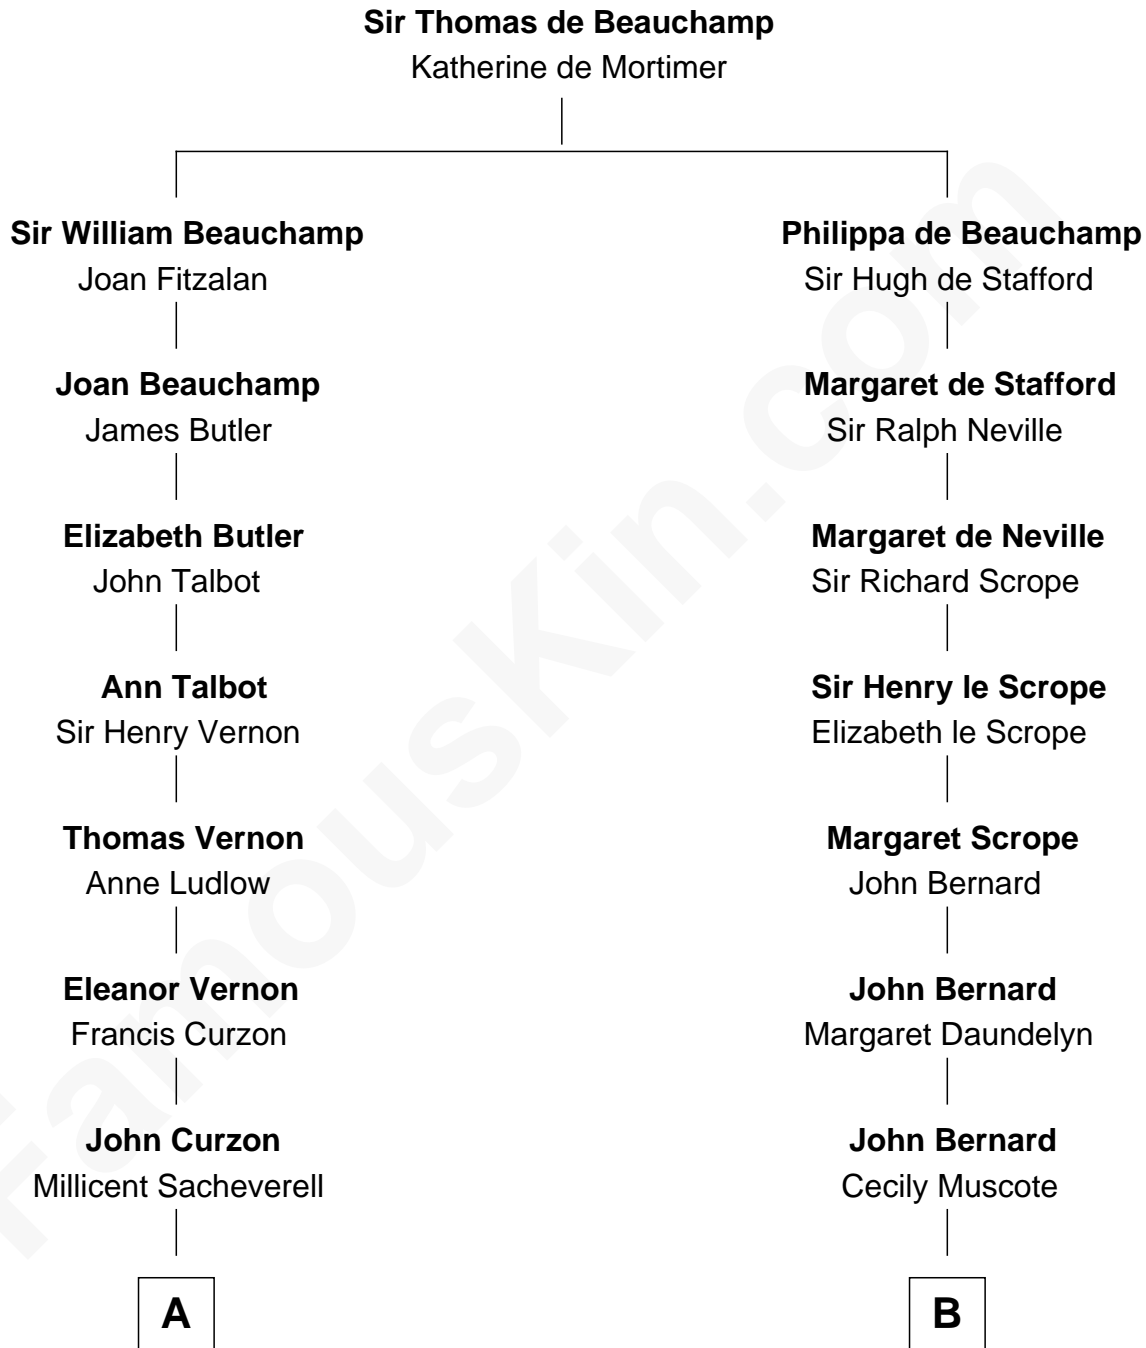 Sir Thomas de Beauchamp
Katherine de Mortimer
Sir William Beauchamp
Joan Fitzalan
Philippa de Beauchamp
Sir Hugh de Stafford
Joan Beauchamp
James Butler
Margaret de Stafford
Sir Ralph Neville
Elizabeth Butler
John Talbot
Margaret de Neville
Sir Richard Scrope
Ann Talbot
Sir Henry Vernon
Sir Henry le Scrope
Elizabeth le Scrope
Thomas Vernon
Anne Ludlow
Margaret Scrope
John Bernard
Eleanor Vernon
Francis Curzon
John Bernard
Margaret Daundelyn
John Curzon
Millicent Sacheverell
John Bernard
Cecily Muscote
A
B
FamousKin.com